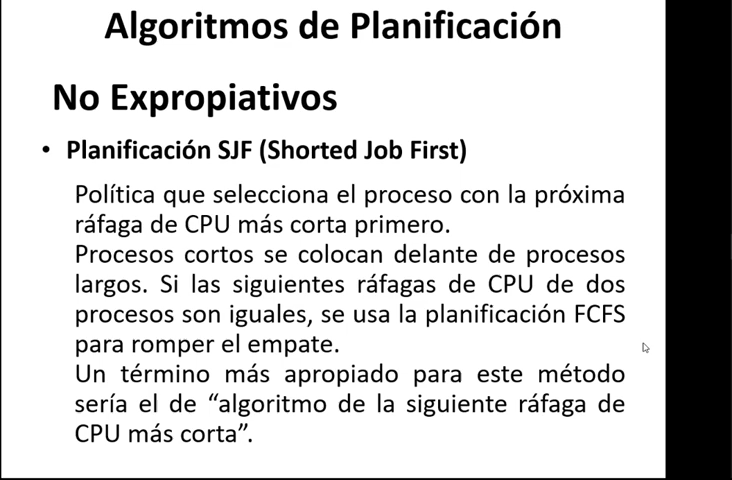 Algoritmos de Planificación
No Expropiativos
• Planificación SJF (Shorted Job First)
Política que selecciona el proceso con la próxima
ráfaga de CPU más corta primero.
Procesos cortos se colocan delante de procesos
largos. Si las siguientes ráfagas de CPU de dos
procesos son iguales, se usa la planificación FCFS
para romper el empate.
Un término más apropiado para este método
sería el de “algoritmo de la siguiente ráfaga de
CPU más corta”.